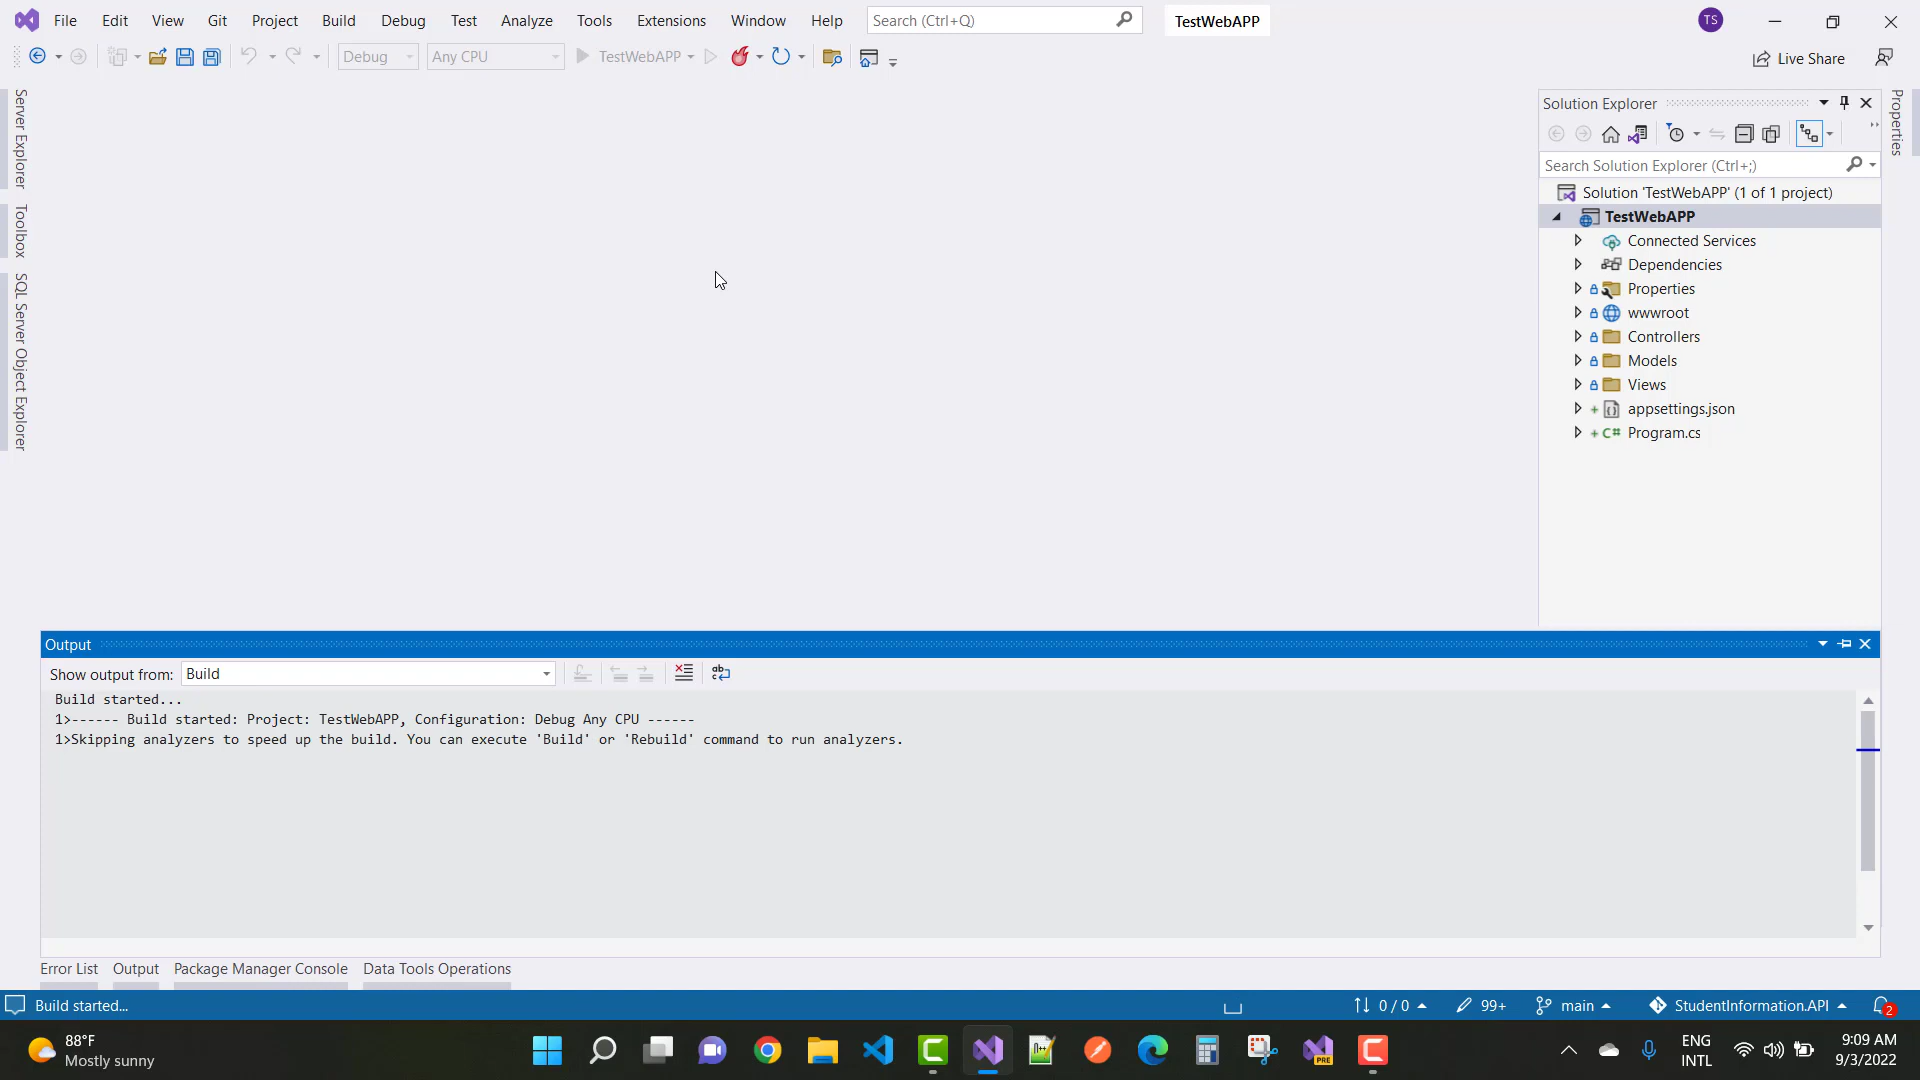 File Edit View Git Project Build Debug Test Analyze Tools Extensions Window Help Search (Ctrl+Q) TestWebAPP TS
Debug Any CPU TestWebAPP Live Share
Server Explorer
Toolbox
SQL Server Object Explorer
Solution Explorer
Search Solution Explorer (Ctrl+;)
Solution 'TestWebAPP' (1 of 1 project)
TestWebAPP
Connected Services
Dependencies
Properties
wwwroot
Controllers
Models
Views
appsettings.json
C# Program.cs
Properties
Output
Show output from: Build
Build started...
1>------ Build started: Project: TestWebAPP, Configuration: Debug Any CPU ------
1>Skipping analyzers to speed up the build. You can execute 'Build' or 'Rebuild' command to run analyzers.
Error List Output Package Manager Console Data Tools Operations
Build started... 0 / 0 99+ main StudentInformation.API 2
88°F
Mostly sunny
PRE
ENG
INTL
9:09 AM
9/3/2022